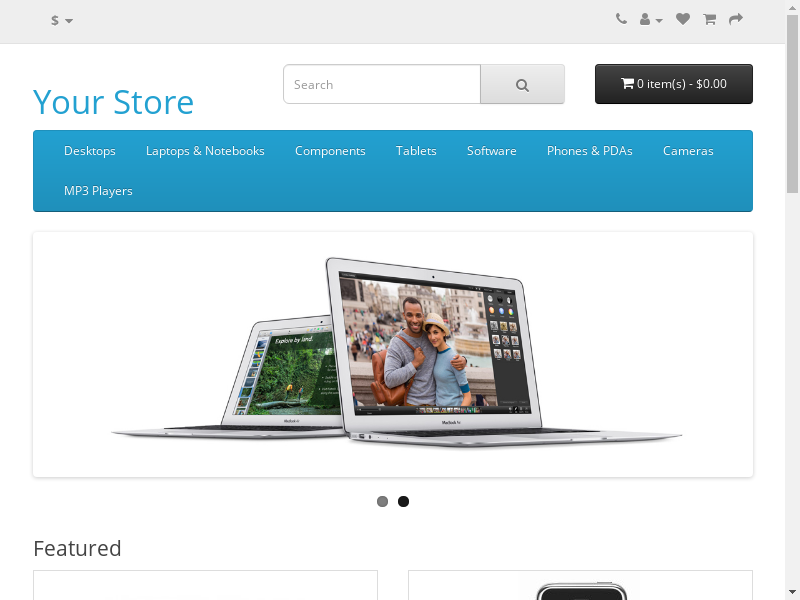 $
Your Store
Search
0 item(s) - $0.00
Desktops
Laptops & Notebooks
Components
Tablets
Software
Phones & PDAs
Cameras
MP3 Players
Explore by land.
MacBook Air
MacBook Air
Featured